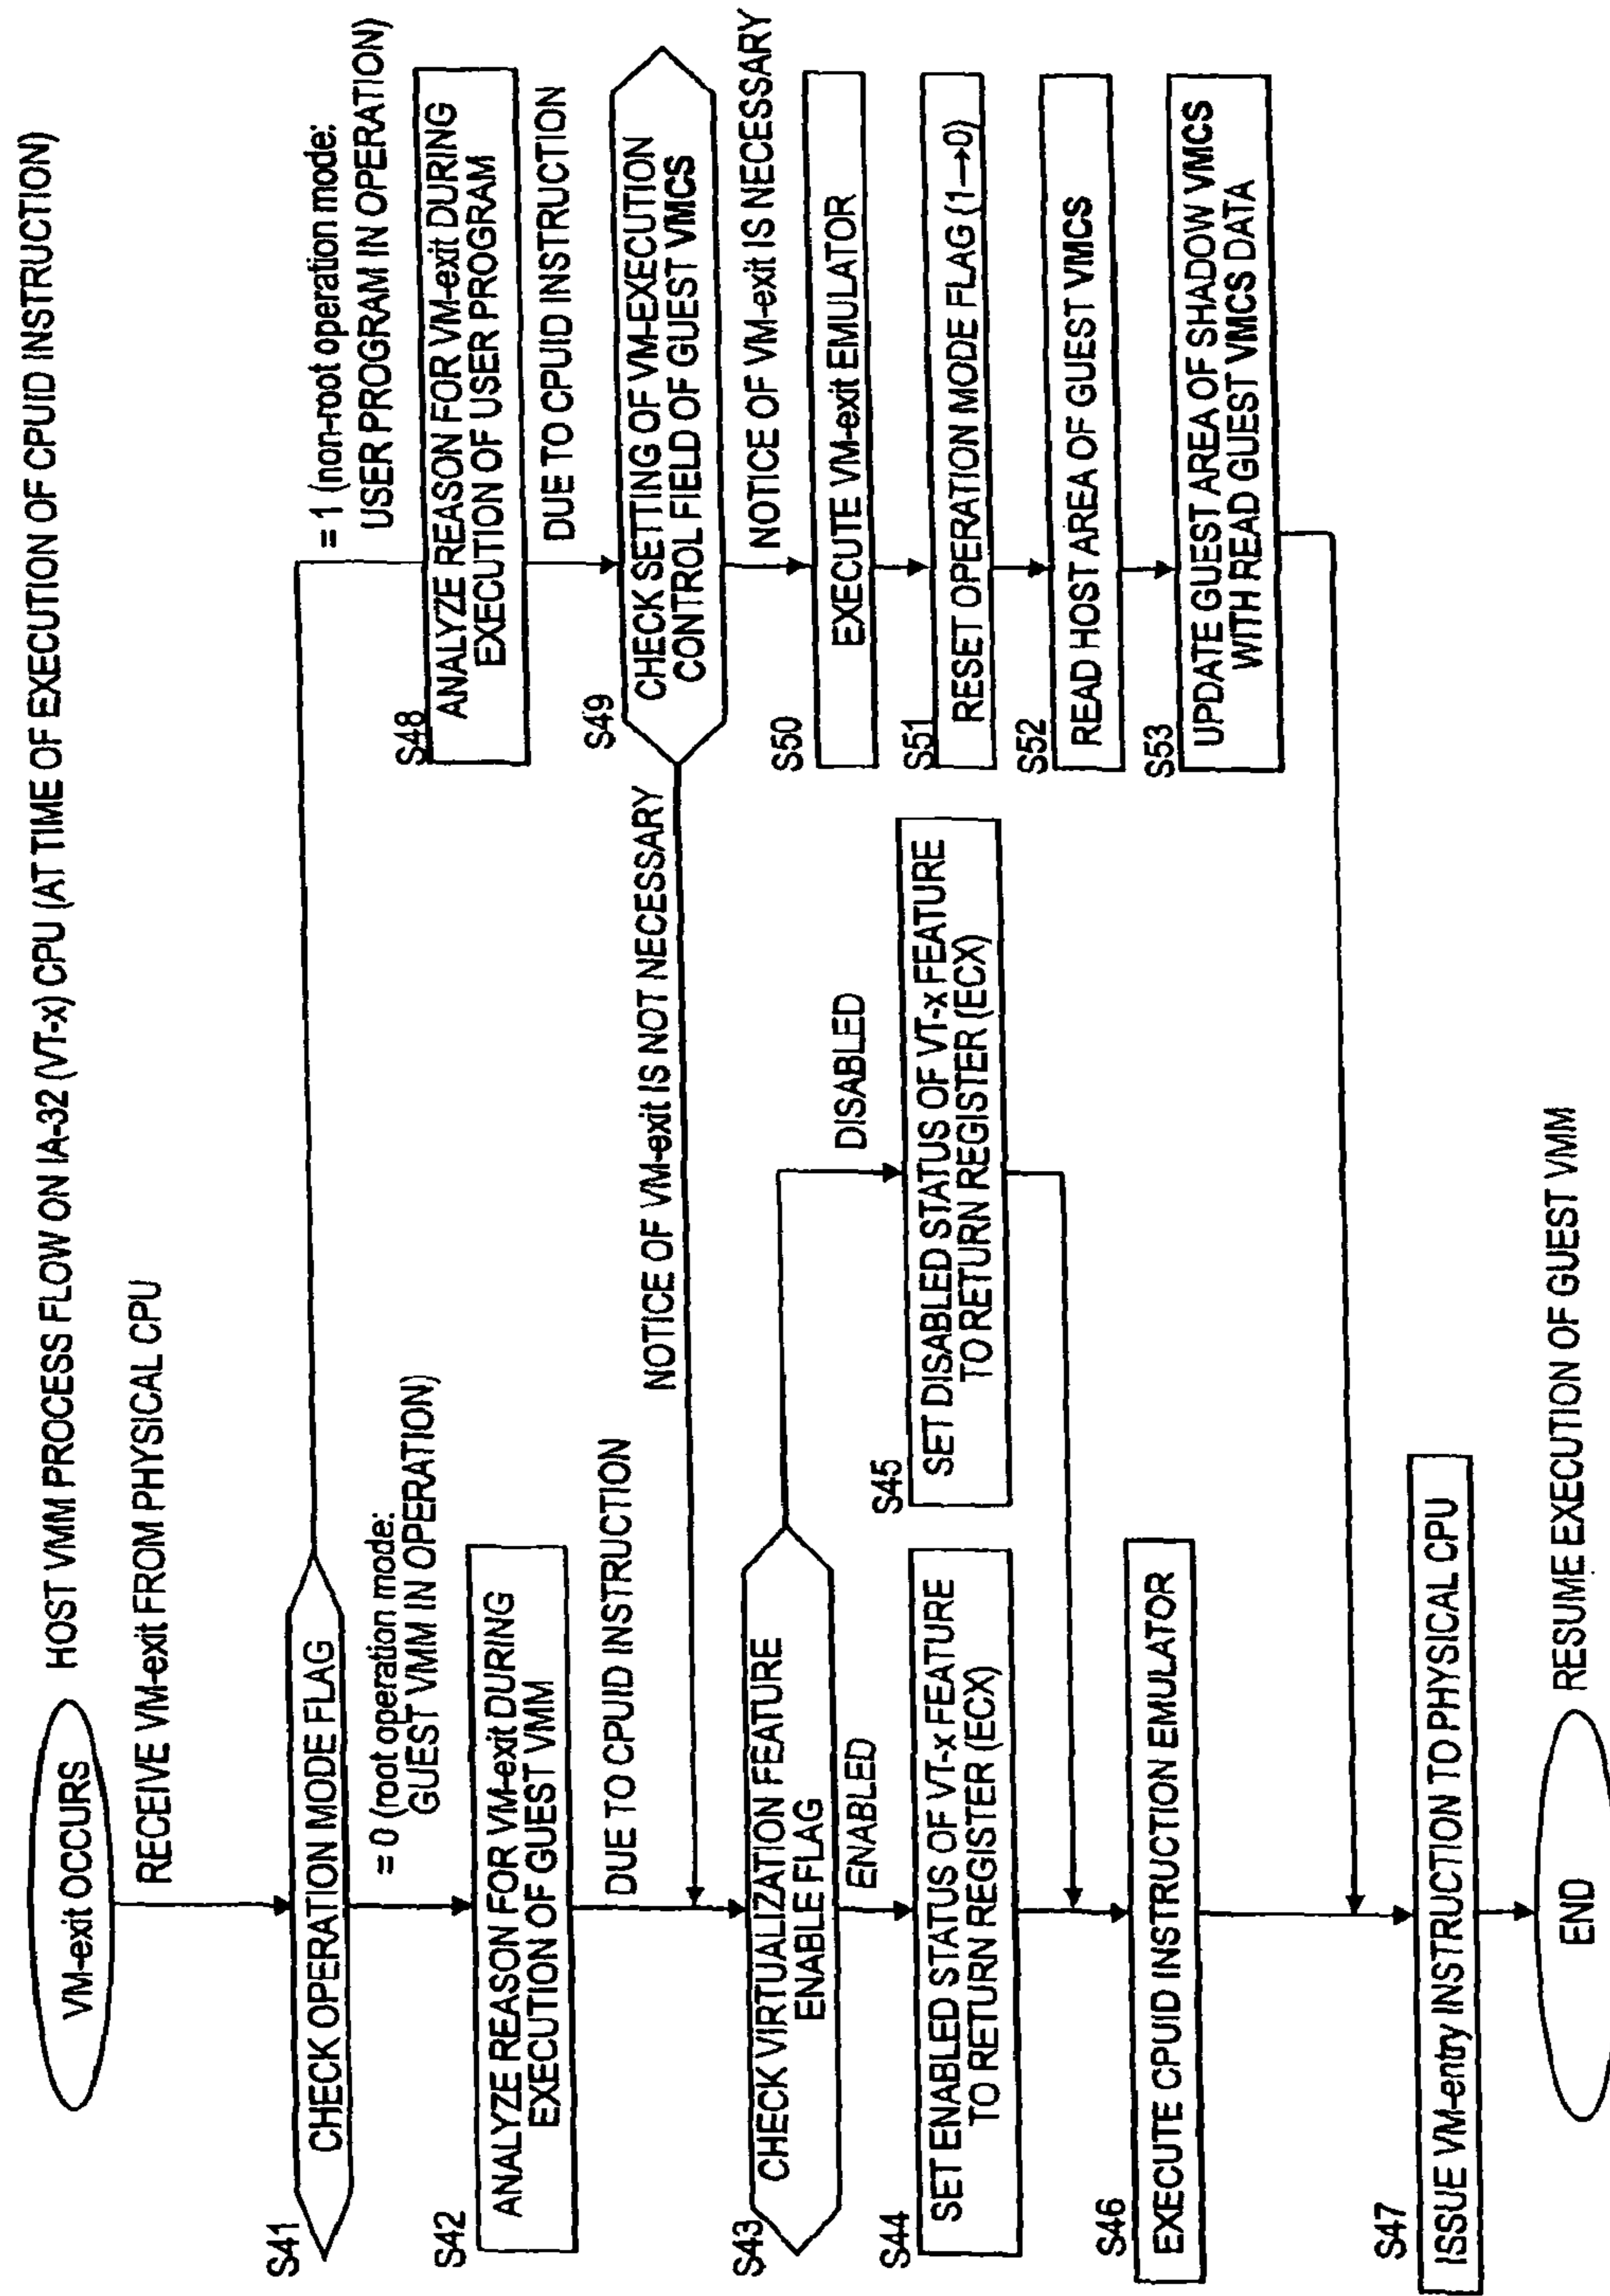 HOST VMM PROCESS FLOW ON IA-32 (VT-x) CPU (AT TIME OF EXECUTION OF CPUID INSTRUCTION)
VM-exit OCCURS
RECEIVE VM-exit FROM PHYSICAL CPU
S41
CHECK OPERATION MODE FLAG
= 0 (root operation mode:
GUEST VMM IN OPERATION)
S42
ANALYZE REASON FOR VM-exit DURING
EXECUTION OF GUEST VMM
DUE TO CPUID INSTRUCTION
S43
CHECK VIRTUALIZATION FEATURE
ENABLE FLAG
ENABLED
S44
SET ENABLED STATUS OF VT-x FEATURE
TO RETURN REGISTER (ECX)
DISABLED
S45
SET DISABLED STATUS OF VT-x FEATURE
TO RETURN REGISTER (ECX)
S46
EXECUTE CPUID INSTRUCTION EMULATOR
S47
ISSUE VM-entry INSTRUCTION TO PHYSICAL CPU
END
RESUME EXECUTION OF GUEST VMM
= 1 (non-root operation mode:
USER PROGRAM IN OPERATION)
S48
ANALYZE REASON FOR VM-exit DURING
EXECUTION OF USER PROGRAM
DUE TO CPUID INSTRUCTION
S49
CHECK SETTING OF VM-EXECUTION
CONTROL FIELD OF GUEST VMCS
NOTICE OF VM-exit IS NOT NECESSARY
NOTICE OF VM-exit IS NECESSARY
S50
EXECUTE VM-exit EMULATOR
S51
RESET OPERATION MODE FLAG (1→0)
S52
READ HOST AREA OF GUEST VMCS
S53
UPDATE GUEST AREA OF SHADOW VMCS
WITH READ GUEST VMCS DATA